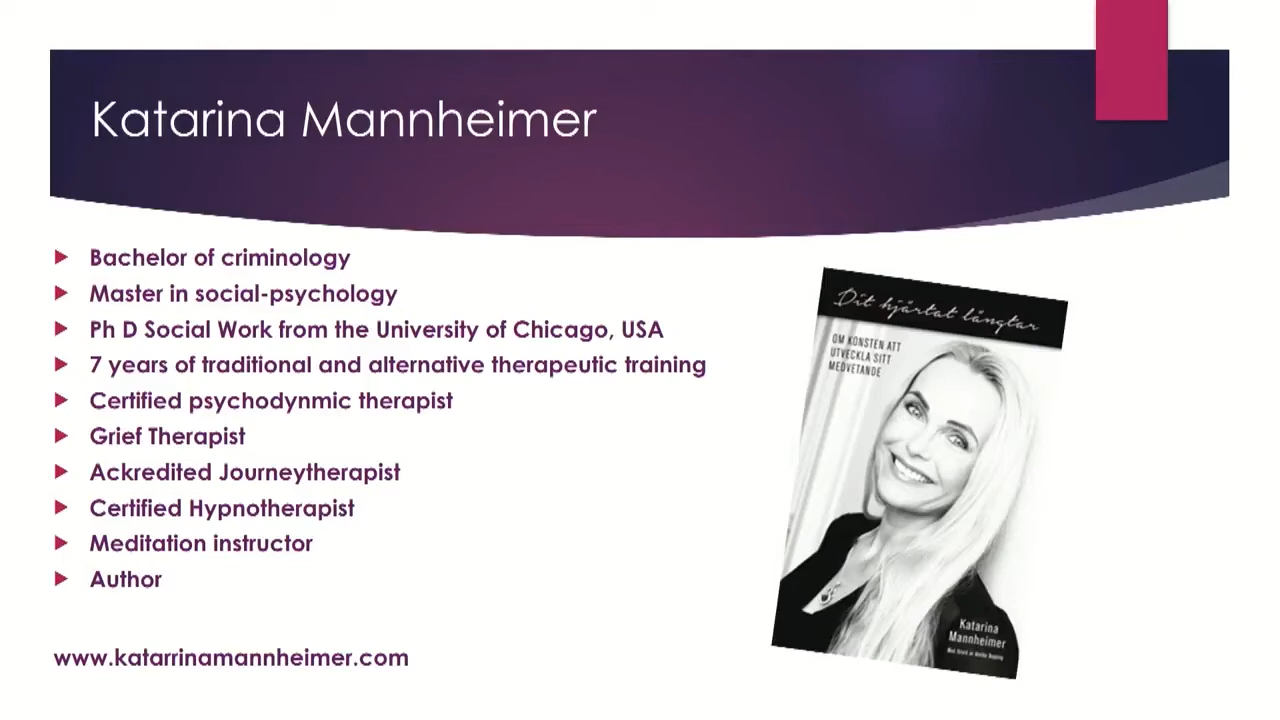 Katarina Mannheimer
Bachelor of criminology
Master in social-psychology
Ph D Social Work from the University of Chicago, USA
7 years of traditional and alternative therapeutic training
Certified psychodynmic therapist
Grief Therapist
Ackredited Journeytherapist
Certified Hypnotherapist
Meditation instructor
Author
www.katarrinamannheimer.com
Dit hjärtat längtar
OM KONSTEN ATT
UTVECKLA SITT
MEDVETANDE
Katarina
Mannheimer